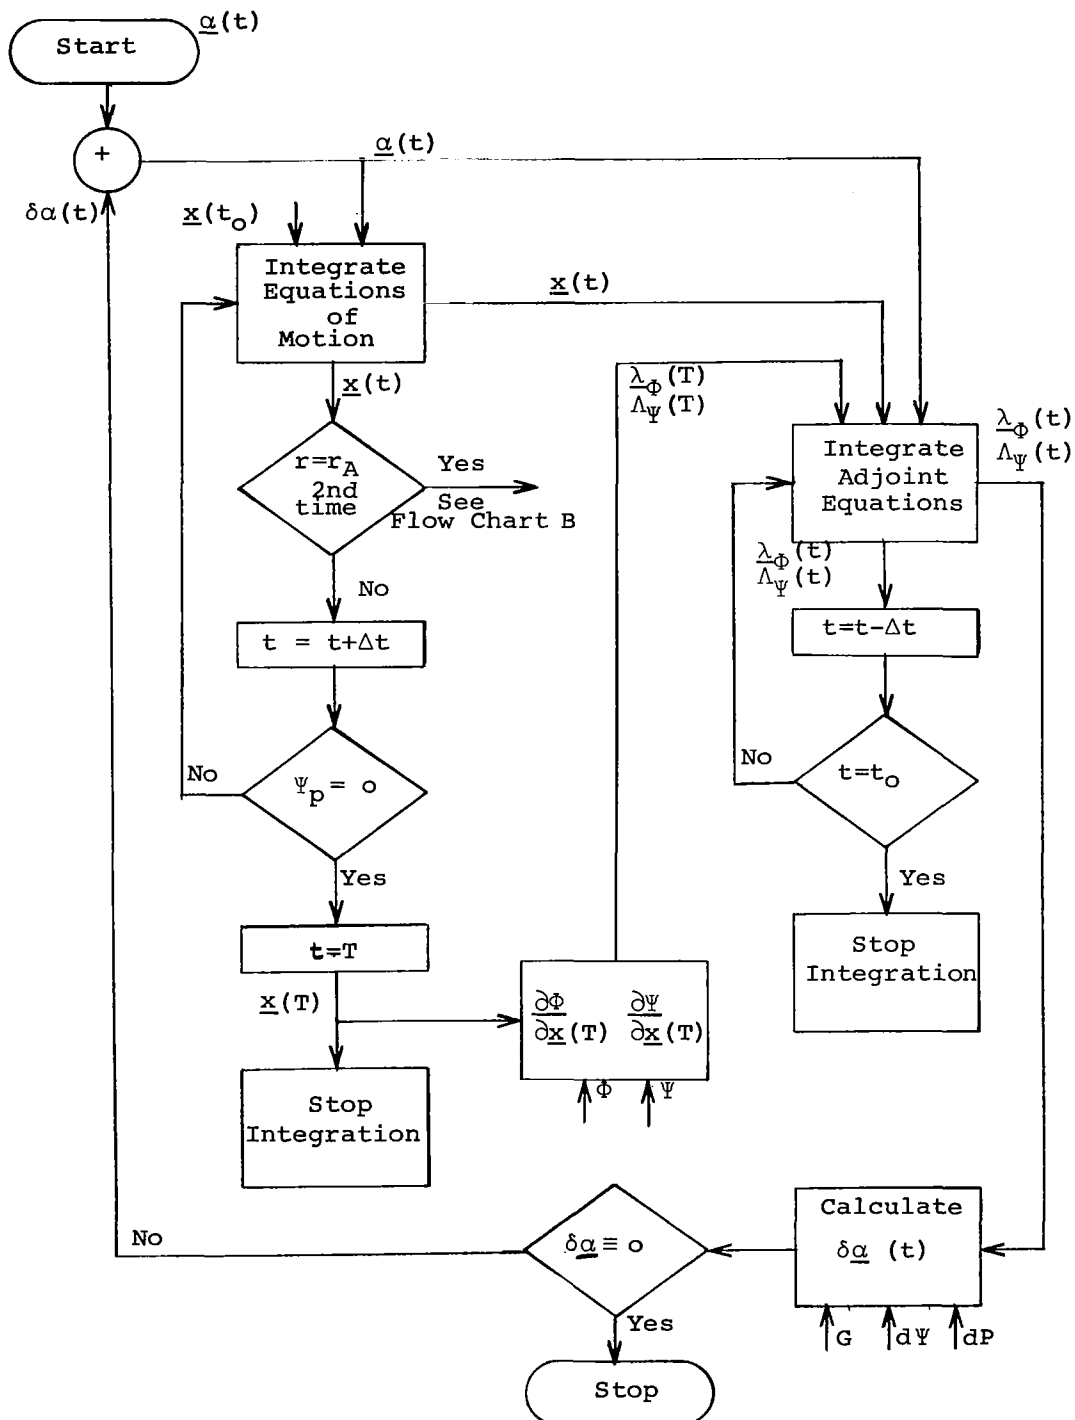 Start
α(t)
+
α(t)
δα(t)
x(t₀)
Integrate
Equations
of
Motion
x(t)
x(t)
r=r_A
2nd
time
Yes
See
Flow Chart B
No
t = t+Δt
Ψ_p = o
No
Yes
t=T
x(T)
Stop
Integration
∂Φ/∂x(T) ∂Ψ/∂x(T)
Φ Ψ
λ_Φ(T)
Λ_Ψ(T)
Integrate
Adjoint
Equations
λ_Φ(t)
Λ_Ψ(t)
λ_Φ(t)
Λ_Ψ(t)
t=t-Δt
t=t₀
No
Yes
Stop
Integration
Calculate
δα (t)
G dΨ dP
δα ≡ o
No
Yes
Stop